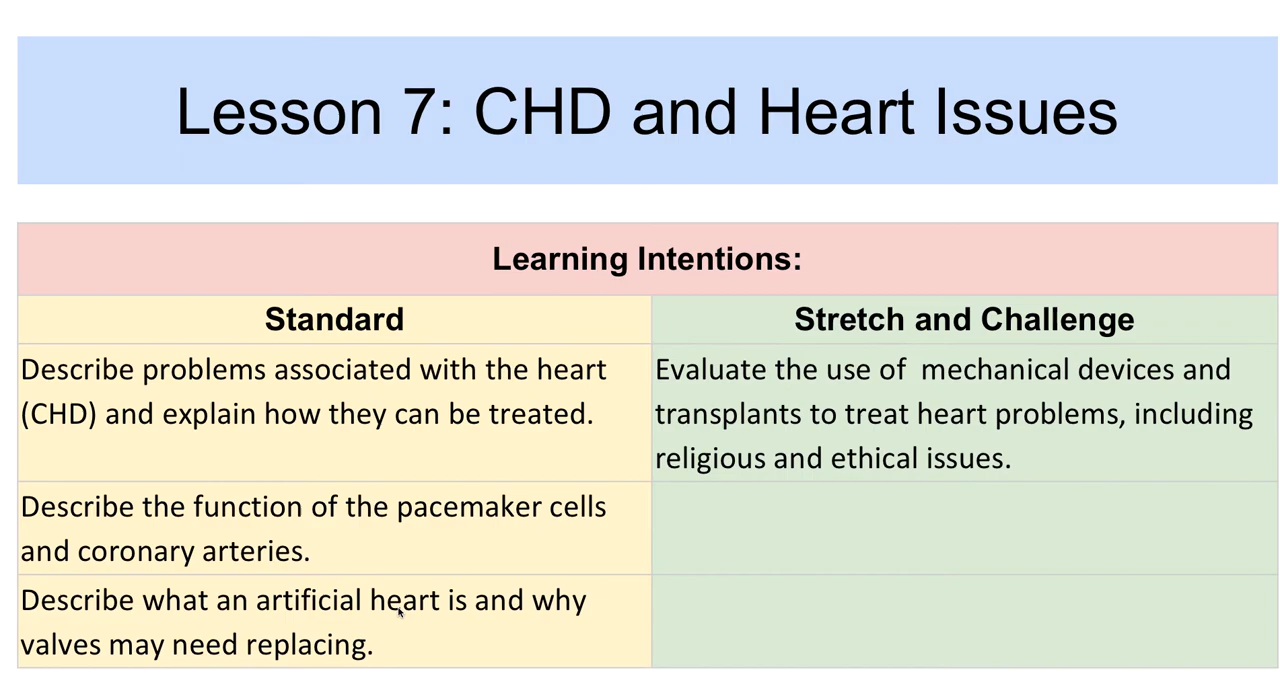 Lesson 7: CHD and Heart Issues
Learning Intentions:
Standard
Stretch and Challenge
Describe problems associated with the heart
(CHD) and explain how they can be treated.
Evaluate the use of  mechanical devices and
transplants to treat heart problems, including
religious and ethical issues.
Describe the function of the pacemaker cells
and coronary arteries.
Describe what an artificial heart is and why
valves may need replacing.